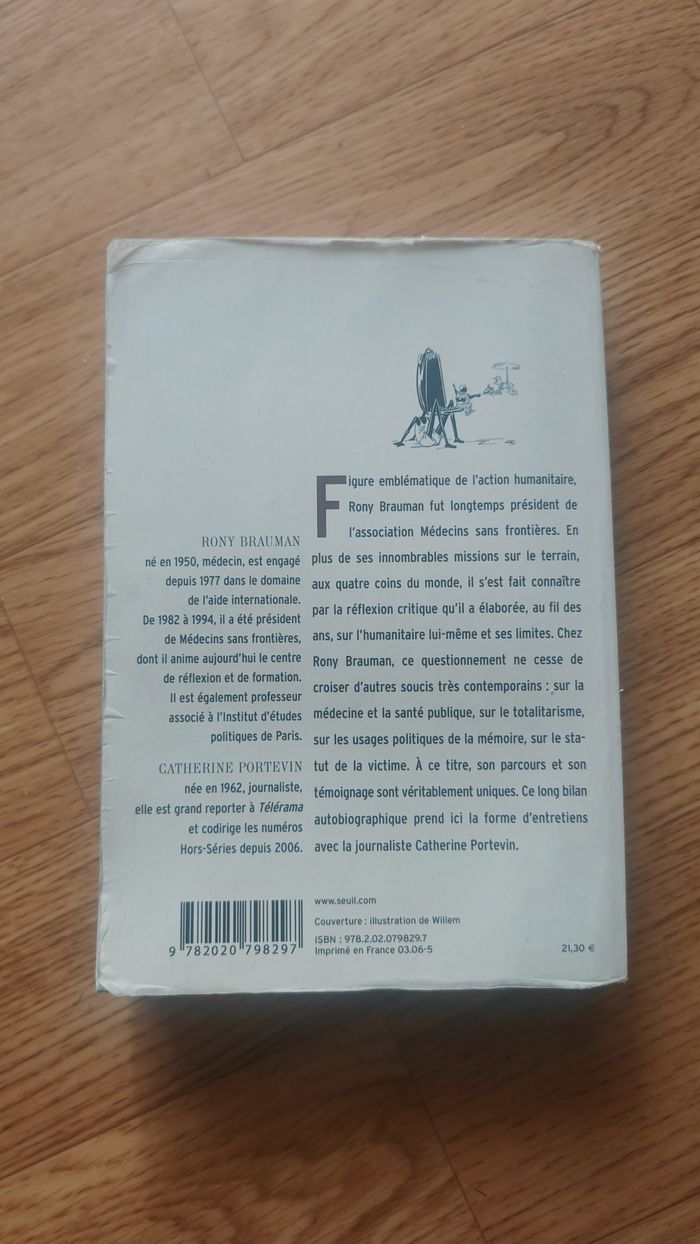 RONY BRAUMAN
né en 1950, médecin, est engagé
depuis 1977 dans le domaine
de l'aide internationale.
De 1982 à 1994, il a été président
de Médecins sans frontières,
dont il anime aujourd'hui le centre
de réflexion et de formation.
Il est également professeur
associé à l'Institut d'études
politiques de Paris.
CATHERINE PORTEVIN
née en 1962, journaliste,
elle est grand reporter à Télérama
et codirige les numéros
Hors-Séries depuis 2006.
Figure emblématique de l'action humanitaire,
Rony Brauman fut longtemps président de
l'association Médecins sans frontières. En
plus de ses innombrables missions sur le terrain,
aux quatre coins du monde, il s'est fait connaître
par la réflexion critique qu'il a élaborée, au fil des
ans, sur l'humanitaire lui-même et ses limites. Chez
Rony Brauman, ce questionnement ne cesse de
croiser d'autres soucis très contemporains : sur la
médecine et la santé publique, sur le totalitarisme,
sur les usages politiques de la mémoire, sur le sta-
tut de la victime. À ce titre, son parcours et son
témoignage sont véritablement uniques. Ce long bilan
autobiographique prend ici la forme d'entretiens
avec la journaliste Catherine Portevin.
9 782020 798297
www.seuil.com
Couverture : illustration de Willem
ISBN : 978.2.02.079829.7
Imprimé en France 03.06-5
21,30 €